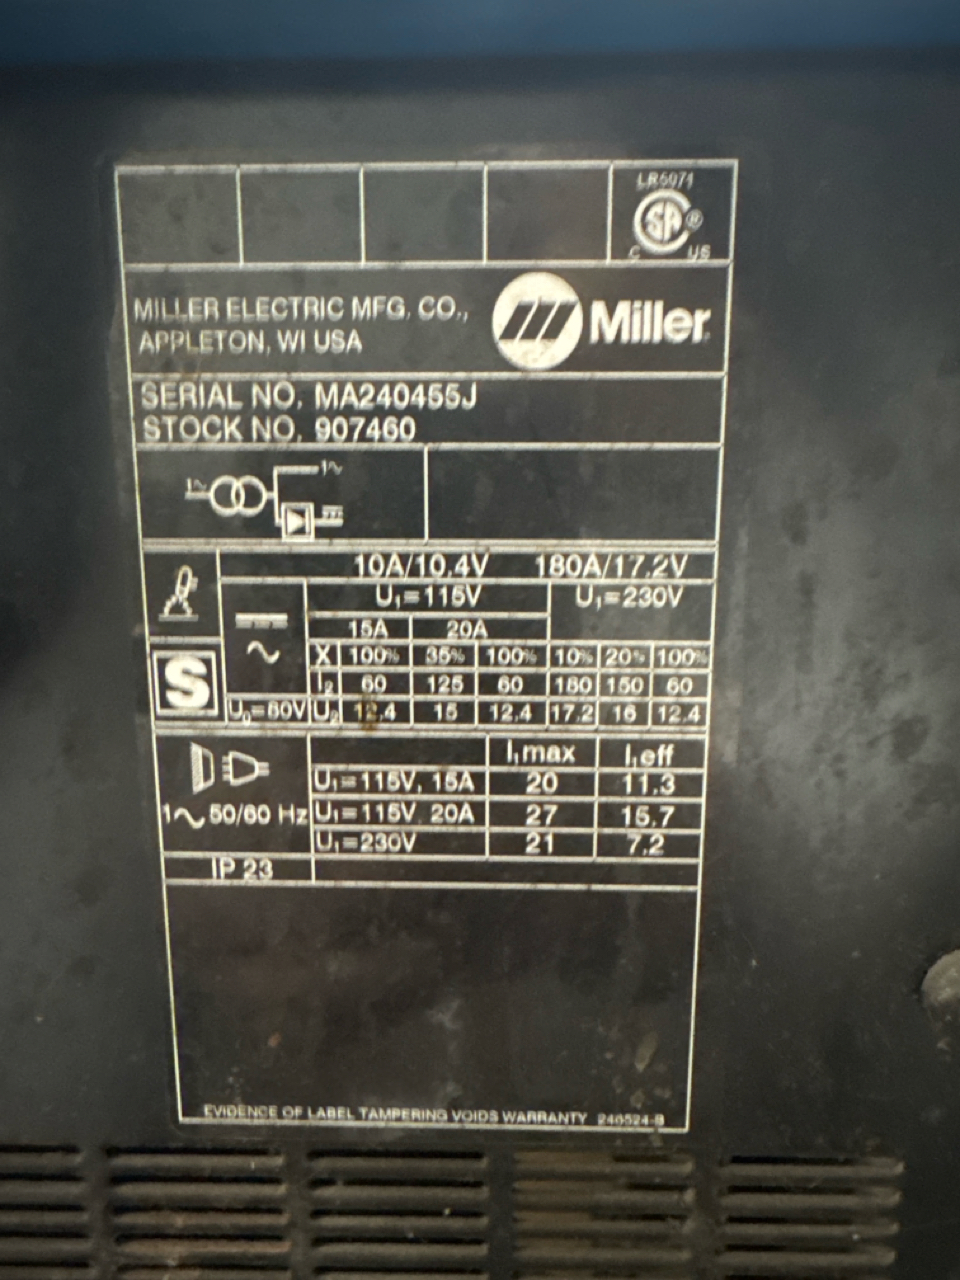 LR5071
SA ®
C US
MILLER ELECTRIC MFG. CO.,
APPLETON, WI USA
Miller
SERIAL NO. MA240455J
STOCK NO. 907460
1~ 1~
10A/10.4V 180A/17.2V
U₁=115V U₁=230V
15A 20A
X 100% 35% 100% 10% 20% 100%
I₂ 60 125 60 180 150 60
S
U₀=80V U₂ 12.4 15 12.4 17.2 16 12.4
I₁max I₁eff
U₁=115V, 15A 20 11.3
1~ 50/60 Hz U₁=115V, 20A 27 15.7
U₁=230V 21 7.2
IP 23
EVIDENCE OF LABEL TAMPERING VOIDS WARRANTY 246524-B